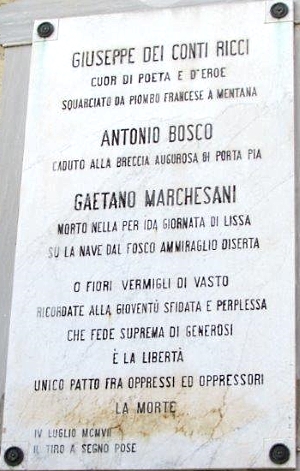 GIUSEPPE DEI CONTI RICCI
CUOR DI POETA E D'EROE
SQUARCIATO DA PIOMBO FRANCESE A MENTANA
ANTONIO BOSCO
CADUTO ALLA BRECCIA AUGUROSA DI PORTA PIA
GAETANO MARCHESANI
MORTO NELLA PER IDA GIORNATA DI LISSA
SU LA NAVE DAL FOSCO AMMIRAGLIO DISERTA
O FIORI VERMIGLI DI VASTO
RICORDATE ALLA GIOVENTÙ SFIDATA E PERPLESSA
CHE FEDE SUPREMA DI GENEROSI
È LA LIBERTÀ
UNICO PATTO FRA OPPRESSI ED OPPRESSORI
LA MORTE
IV LUGLIO MCMVII
IL TIRO A SEGNO POSE